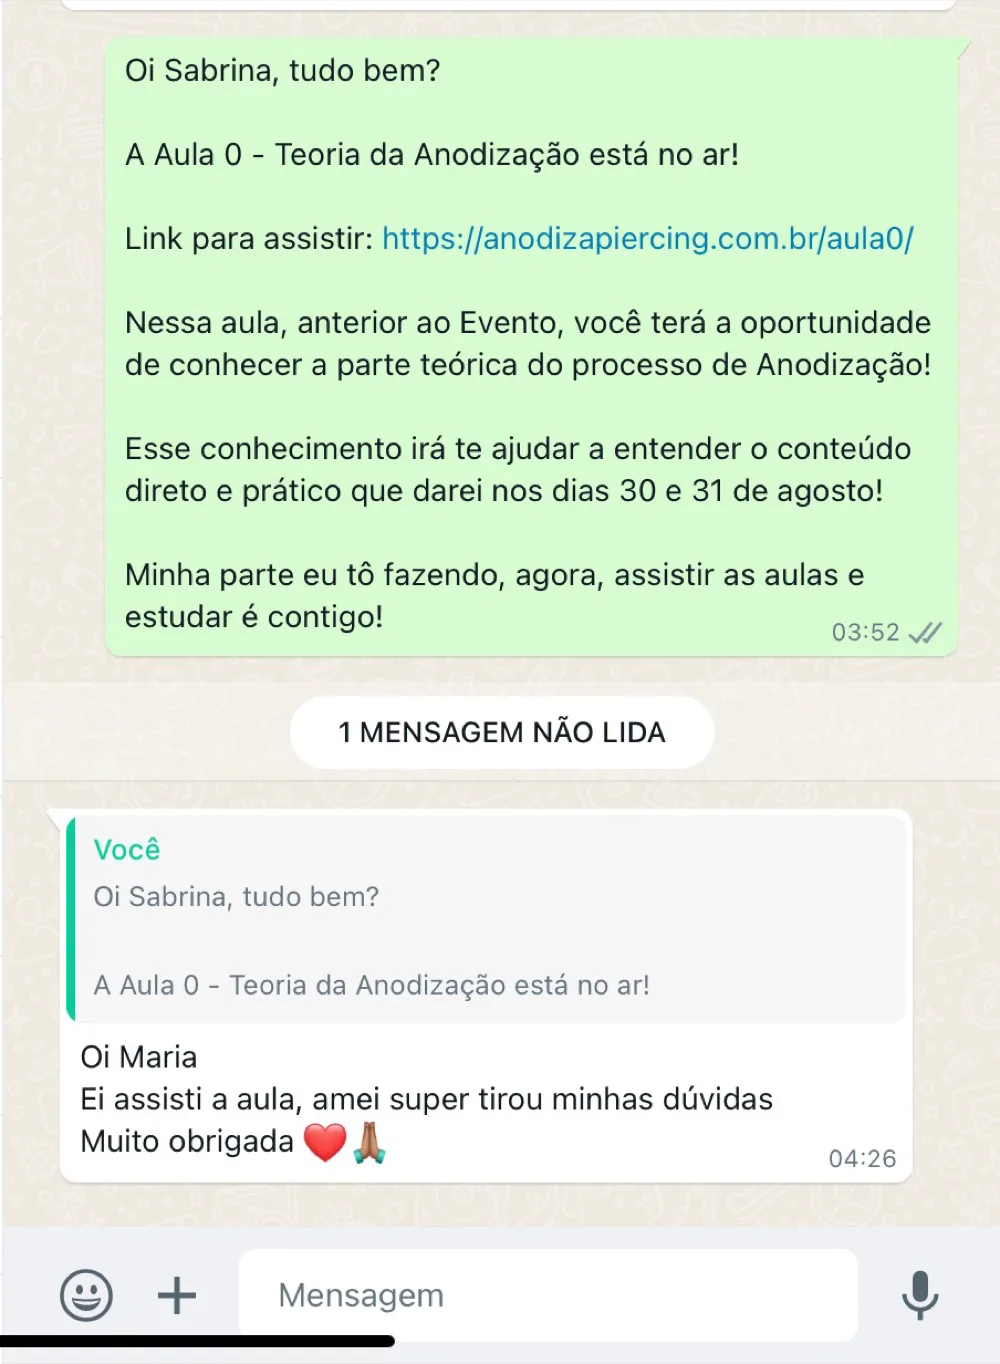 Oi Sabrina, tudo bem?
A Aula 0 - Teoria da Anodização está no ar!
Link para assistir: https://anodizapiercing.com.br/aula0/
Nessa aula, anterior ao Evento, você terá a oportunidade
de conhecer a parte teórica do processo de Anodização!
Esse conhecimento irá te ajudar a entender o conteúdo
direto e prático que darei nos dias 30 e 31 de agosto!
Minha parte eu tô fazendo, agora, assistir as aulas e
estudar é contigo!
03:52
1 MENSAGEM NÃO LIDA
Você
Oi Sabrina, tudo bem?
A Aula 0 - Teoria da Anodização está no ar!
Oi Maria
Ei assisti a aula, amei super tirou minhas dúvidas
Muito obrigada ❤️🙏🏽
04:26
Mensagem